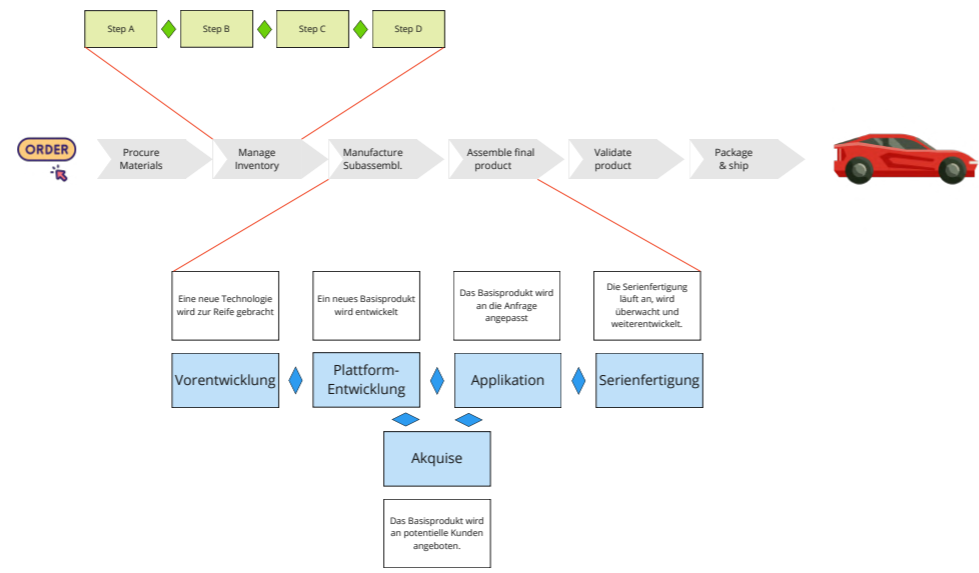 Step A
Step B
Step C
Step D
ORDER
Procure
Materials
Manage
Inventory
Manufacture
Subassembl.
Assemble final
product
Validate
product
Package
& ship
Eine neue Technologie
wird zur Reife gebracht
Ein neues Basisprodukt
wird entwickelt
Das Basisprodukt wird
an die Anfrage
angepasst
Die Serienfertigung
läuft an, wird
überwacht und
weiterentwickelt.
Vorentwicklung
Plattform-
Entwicklung
Applikation
Serienfertigung
Akquise
Das Basisprodukt wird
an potentielle Kunden
angeboten.